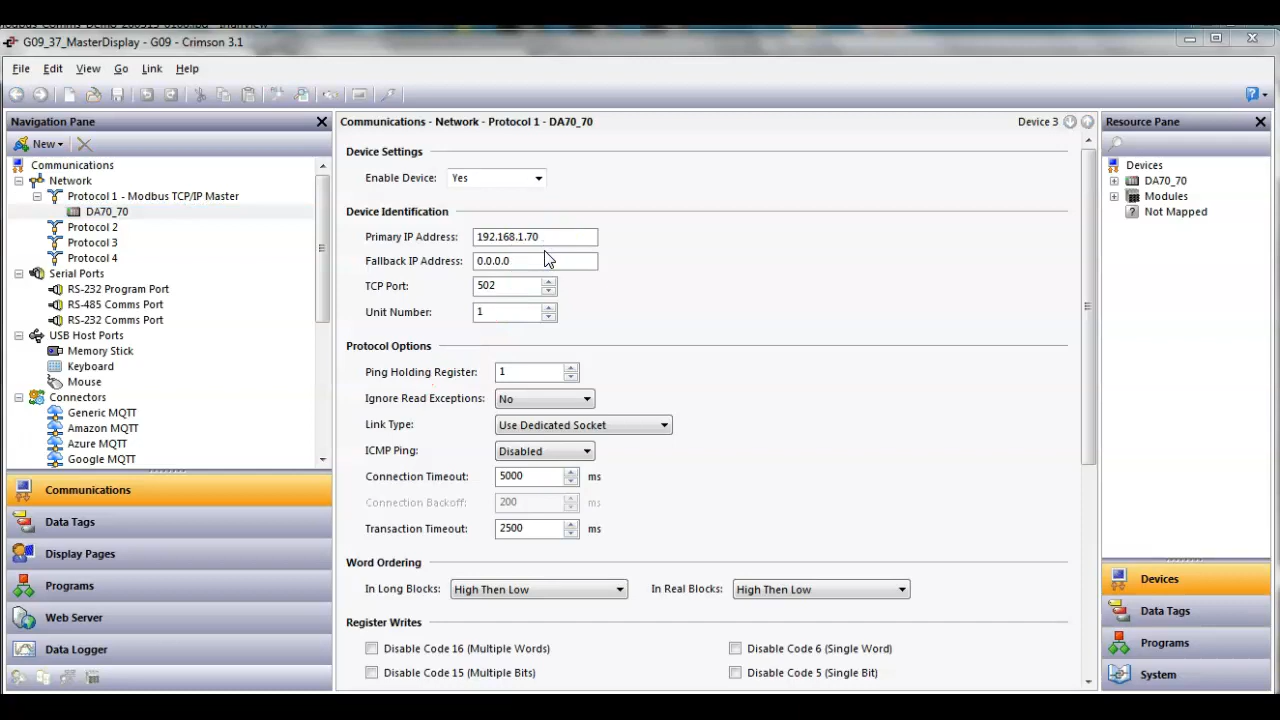 G09_37_MasterDisplay - G09 - Crimson 3.1
File Edit View Go Link Help
Navigation Pane
New
Communications
Network
Protocol 1 - Modbus TCP/IP Master
DA70_70
Protocol 2
Protocol 3
Protocol 4
Serial Ports
RS-232 Program Port
RS-485 Comms Port
RS-232 Comms Port
USB Host Ports
Memory Stick
Keyboard
Mouse
Connectors
Generic MQTT
Amazon MQTT
Azure MQTT
Google MQTT
Communications
Data Tags
Display Pages
Programs
Web Server
Data Logger
Communications - Network - Protocol 1 - DA70_70 Device 3
Device Settings
Enable Device: Yes
Device Identification
Primary IP Address: 192.168.1.70
Fallback IP Address: 0.0.0.0
TCP Port: 502
Unit Number: 1
Protocol Options
Ping Holding Register: 1
Ignore Read Exceptions: No
Link Type: Use Dedicated Socket
ICMP Ping: Disabled
Connection Timeout: 5000 ms
Connection Backoff: 200 ms
Transaction Timeout: 2500 ms
Word Ordering
In Long Blocks: High Then Low In Real Blocks: High Then Low
Register Writes
Disable Code 16 (Multiple Words) Disable Code 6 (Single Word)
Disable Code 15 (Multiple Bits) Disable Code 5 (Single Bit)
Resource Pane
Devices
DA70_70
Modules
Not Mapped
Devices
Data Tags
Programs
System